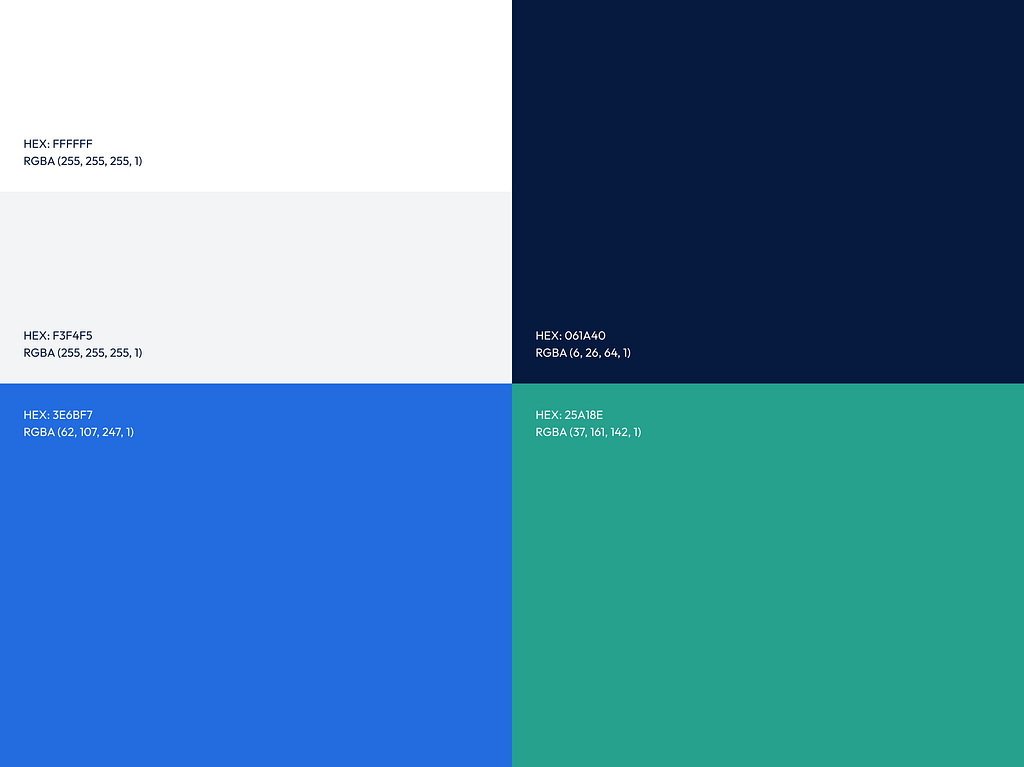 HEX: FFFFFF
RGBA (255, 255, 255, 1)
HEX: F3F4F5
RGBA (255, 255, 255, 1)
HEX: 061A40
RGBA (6, 26, 64, 1)
HEX: 3E6BF7
RGBA (62, 107, 247, 1)
HEX: 25A18E
RGBA (37, 161, 142, 1)